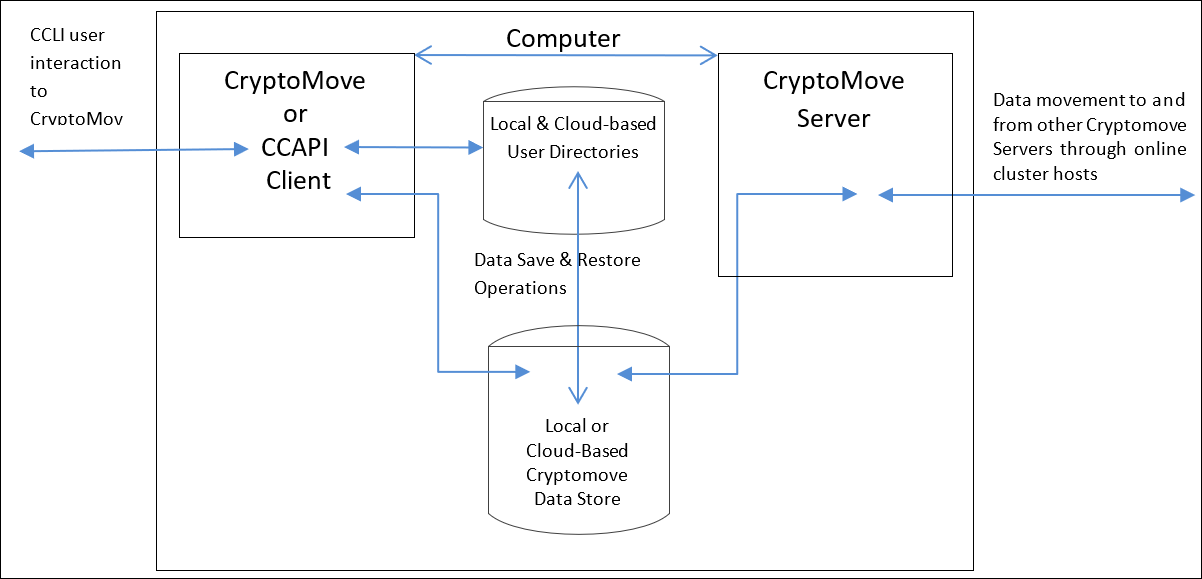 CCLI user
interaction
to
CryptoMov
Computer
CryptoMove
or
CCAPI
Client
Local & Cloud-based
User Directories
CryptoMove
Server
Data movement to and
from other Cryptomove
Servers through online
cluster hosts
Data Save & Restore
Operations
Local or
Cloud-Based
Cryptomove
Data Store